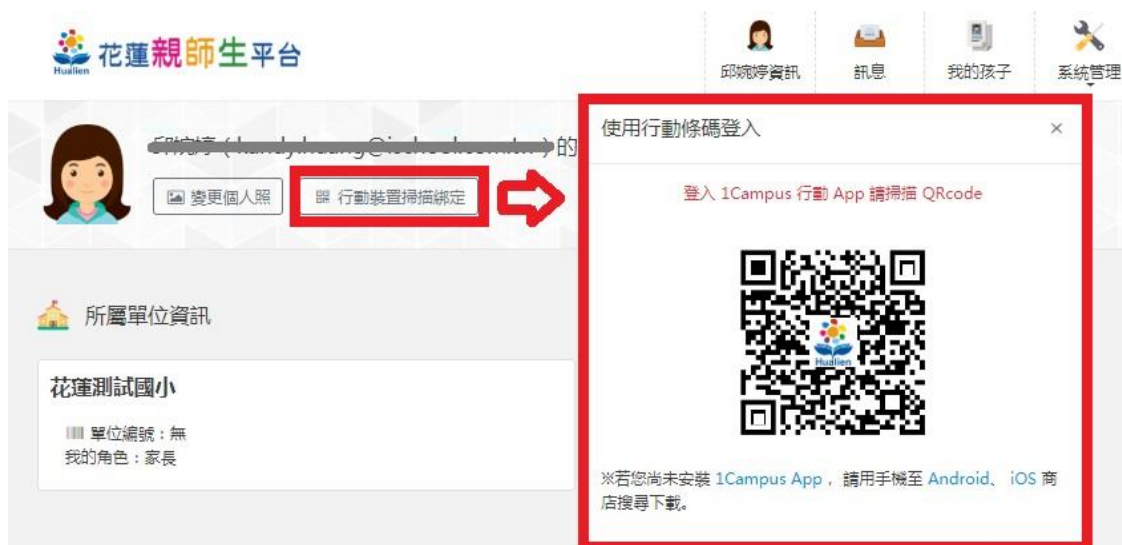 Hualien
花蓮親師生平台
邱婉婷資訊
訊息
我的孩子
系統管理
的
變更個人照
行動裝置掃描綁定
使用行動條碼登入
×
登入 1Campus 行動 App 請掃描 QRcode
Hualien
※若您尚未安裝 1Campus App， 請用手機至 Android、 iOS 商
店搜尋下載。
所屬單位資訊
花蓮測試國小
單位編號：無
我的角色：家長